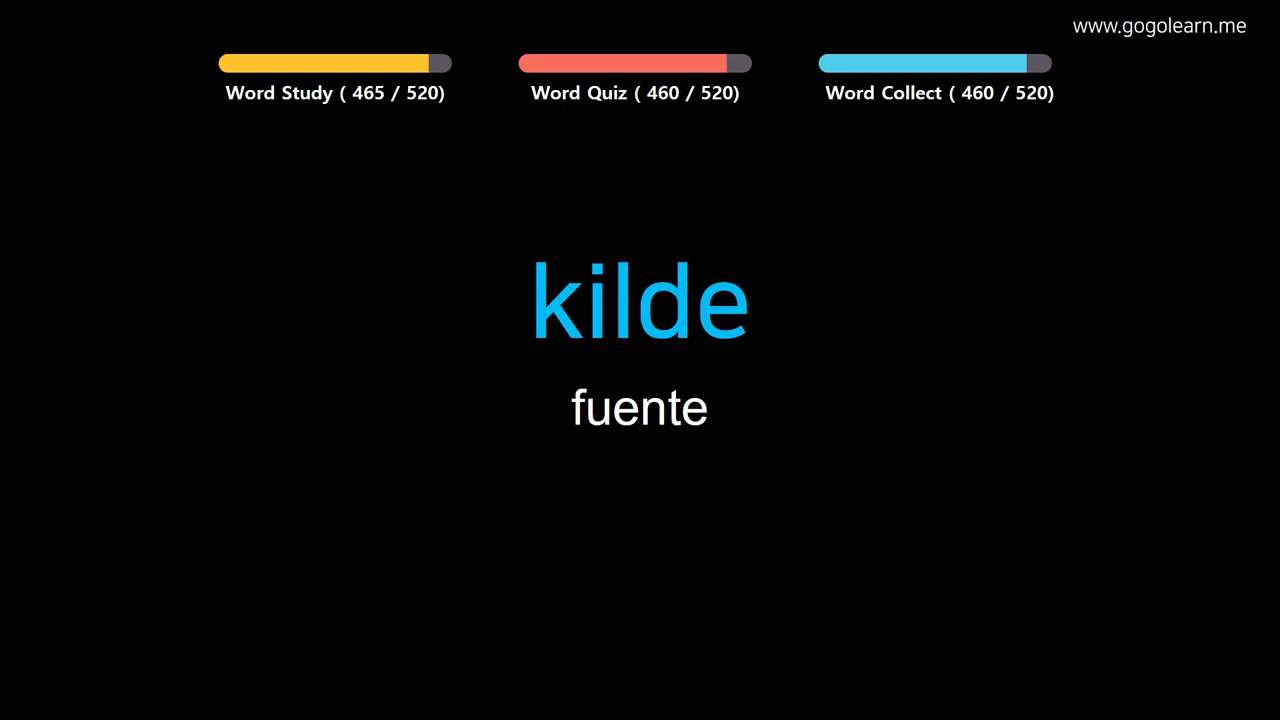 www.gogolearn.me
Word Study ( 465 / 520)
Word Quiz ( 460 / 520)
Word Collect ( 460 / 520)
kilde
fuente